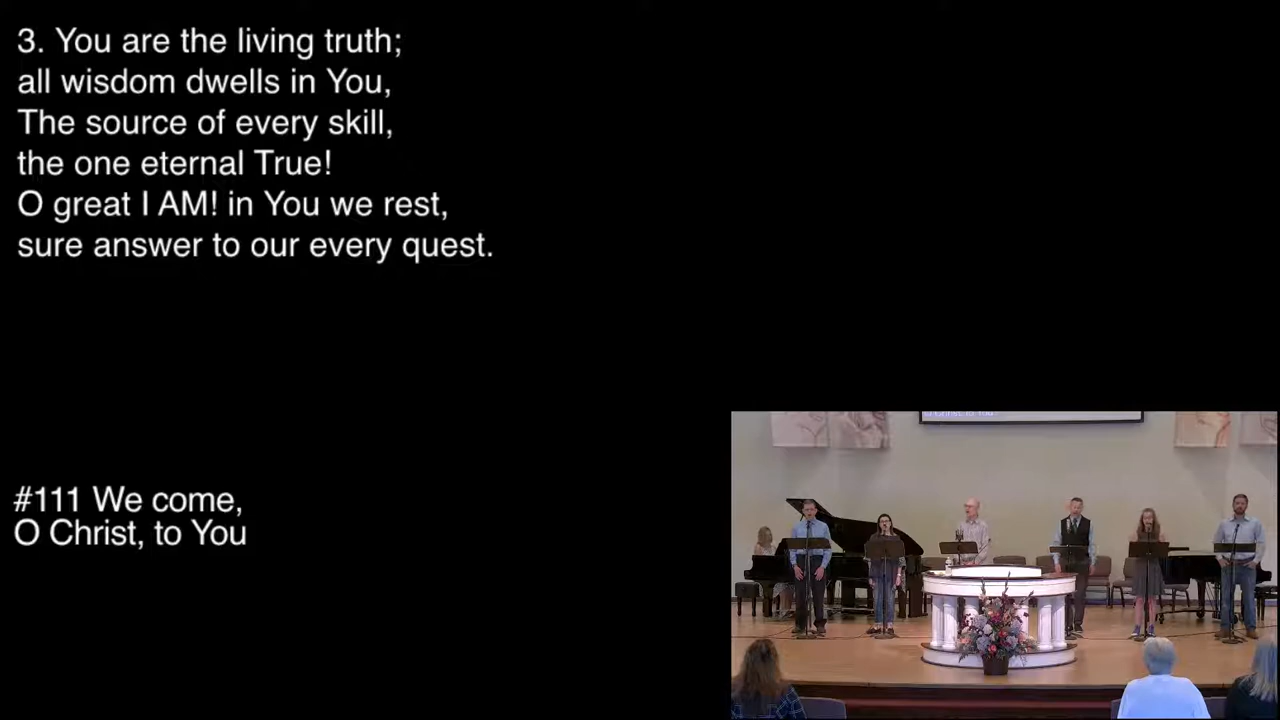 3. You are the living truth;
all wisdom dwells in You,
The source of every skill,
the one eternal True!
O great I AM! in You we rest,
sure answer to our every quest.
#111 We come,
O Christ, to You